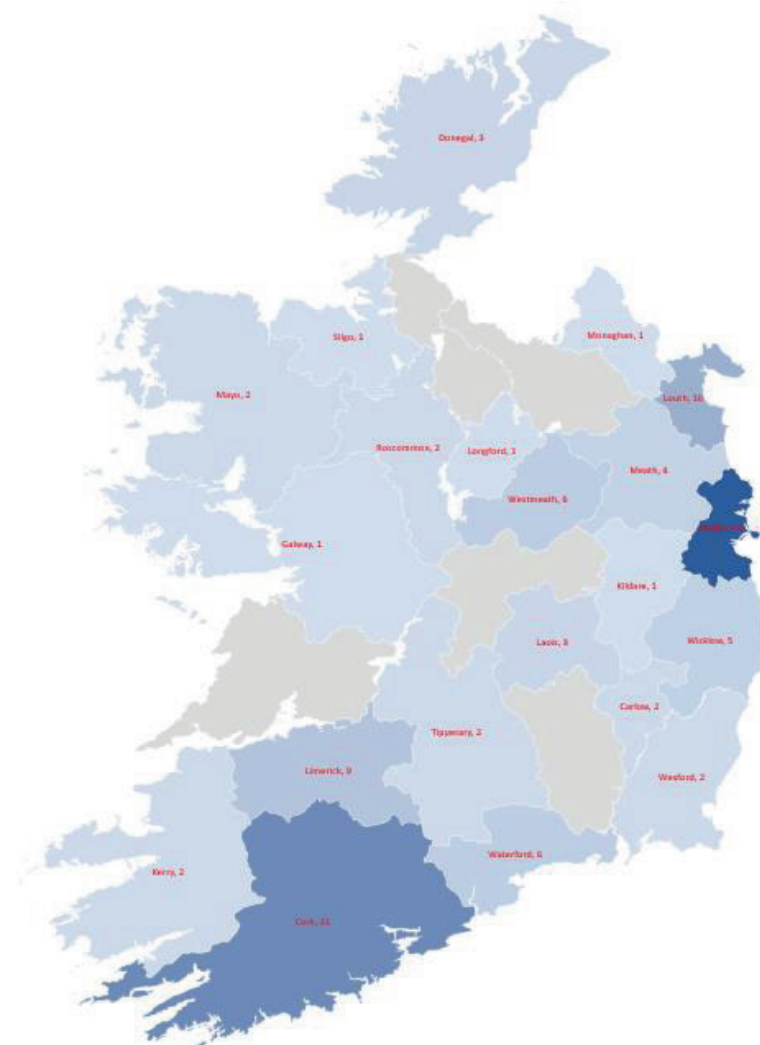 Donegal, 3
Sligo, 1
Monaghan, 1
Mayo, 2
Louth, 10
Roscommon, 2
Longford, 1
Meath, 4
Westmeath, 6
Galway, 1
Kildare, 1
Laois, 3
Wicklow, 5
Carlow, 2
Tipperary, 2
Limerick, 8
Wexford, 2
Waterford, 6
Kerry, 2
Cork, 21